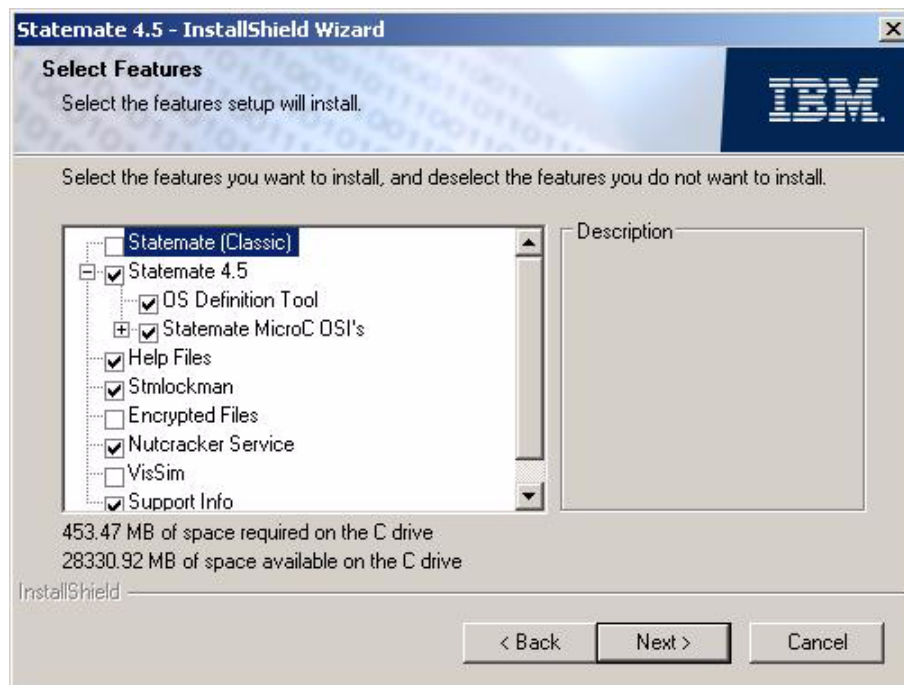 Statemate 4.5 - InstallShield Wizard
Select Features
Select the features setup will install.
IBM.
Select the features you want to install, and deselect the features you do not want to install.
Statemate (Classic)
Statemate 4.5
OS Definition Tool
Statemate MicroC OSI's
Help Files
Stmlockman
Encrypted Files
Nutcracker Service
VisSim
Support Info
Description
453.47 MB of space required on the C drive
28330.92 MB of space available on the C drive
InstallShield
< Back
Next >
Cancel